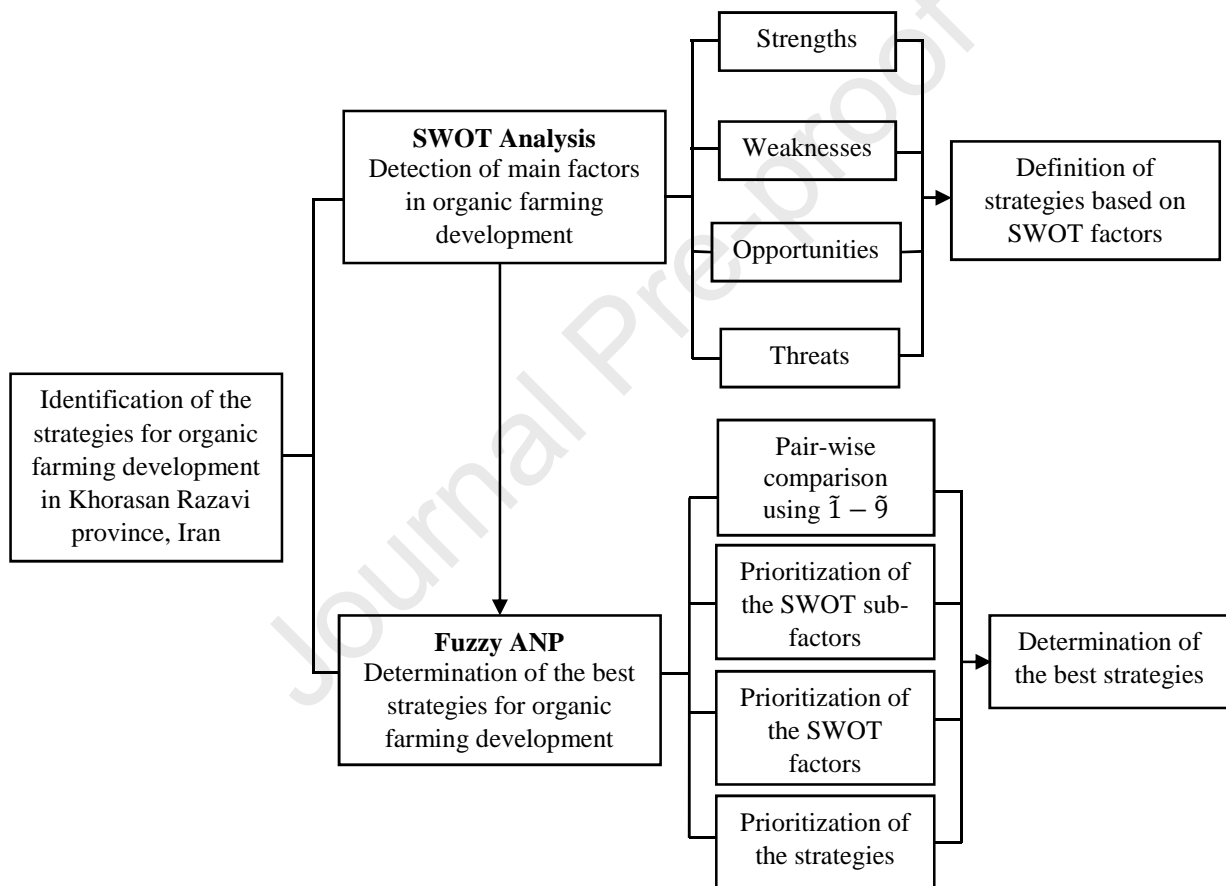 Strengths
SWOT Analysis
Detection of main factors
in organic farming
development
Weaknesses
Opportunities
Threats
Definition of
strategies based on
SWOT factors
Identification of the
strategies for organic
farming development
in Khorasan Razavi
province, Iran
Fuzzy ANP
Determination of the best
strategies for organic
farming development
Pair-wise
comparison
using 1̃ − 9̃
Prioritization of
the SWOT sub-
factors
Prioritization of
the SWOT
factors
Prioritization of
the strategies
Determination of
the best strategies
Journal Pre-proof